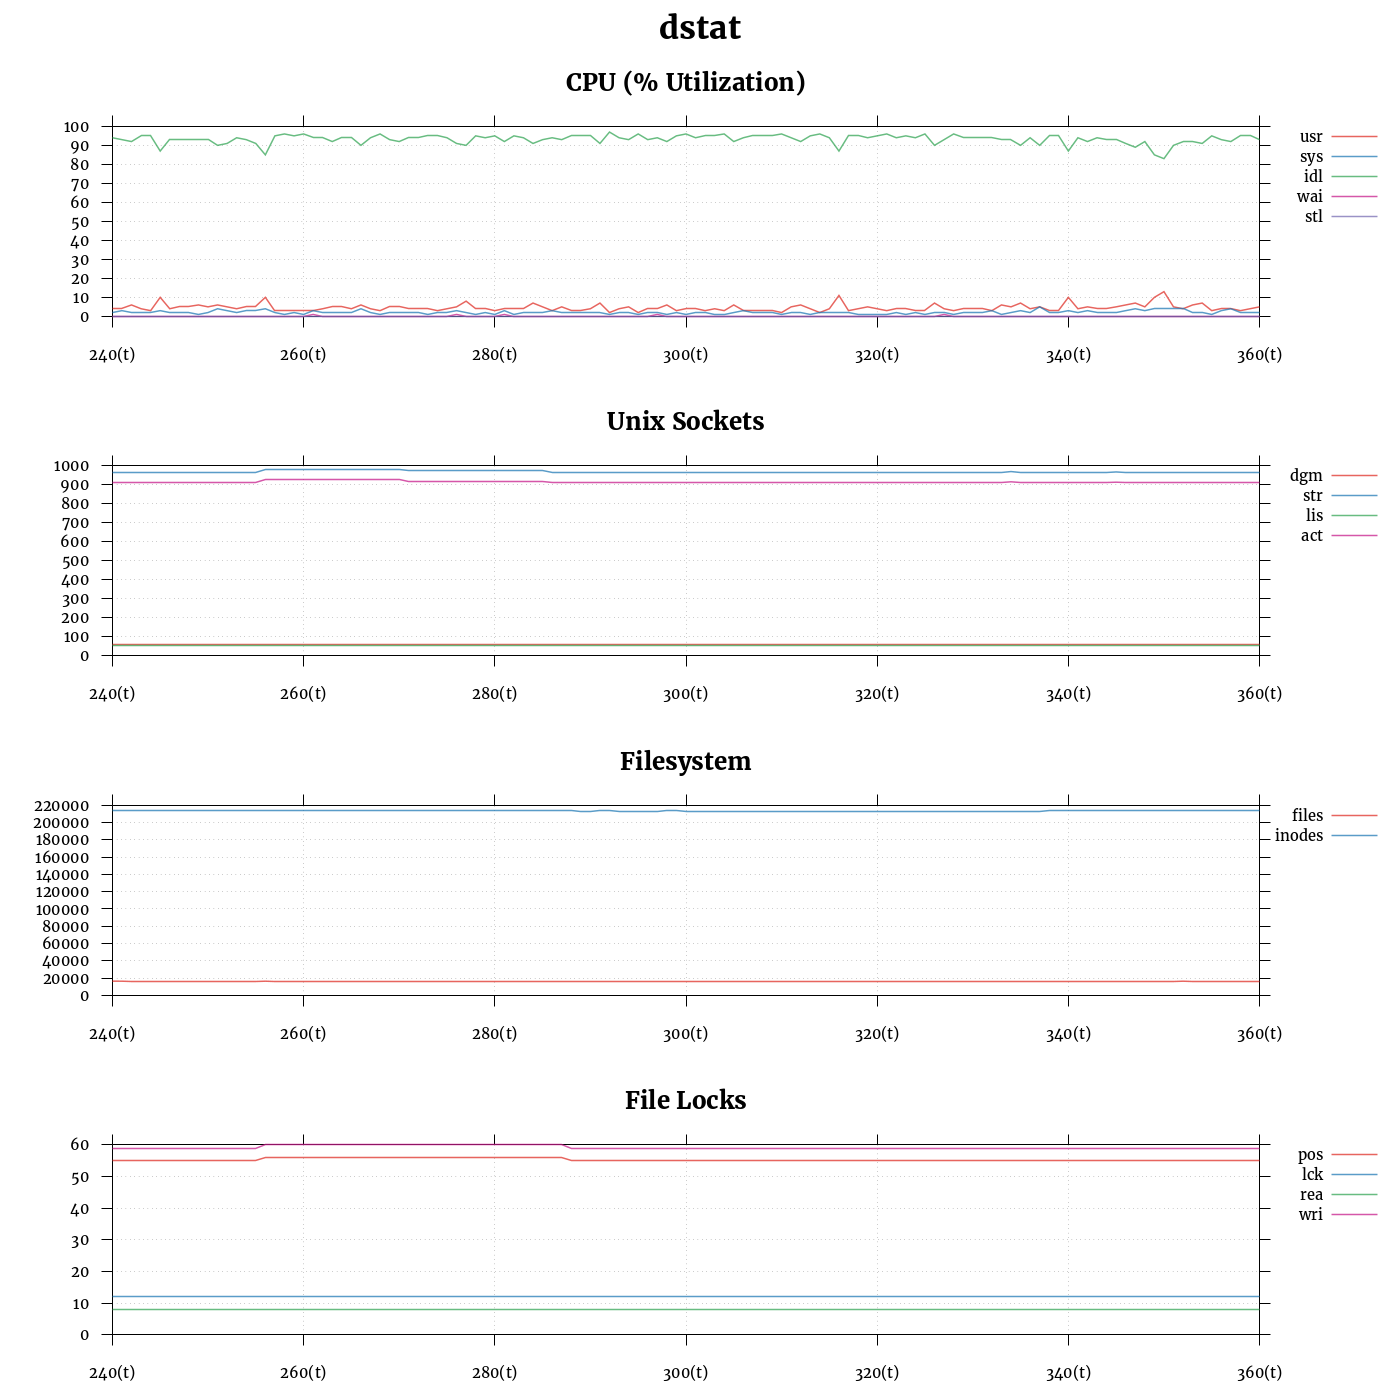 dstat
CPU (% Utilization)
100
90
80
70
60
50
40
30
20
10
0
240(t) 260(t) 280(t) 300(t) 320(t) 340(t) 360(t)
usr
sys
idl
wai
stl
Unix Sockets
1000
900
800
700
600
500
400
300
200
100
0
240(t) 260(t) 280(t) 300(t) 320(t) 340(t) 360(t)
dgm
str
lis
act
Filesystem
220000
200000
180000
160000
140000
120000
100000
80000
60000
40000
20000
0
240(t) 260(t) 280(t) 300(t) 320(t) 340(t) 360(t)
files
inodes
File Locks
60
50
40
30
20
10
0
240(t) 260(t) 280(t) 300(t) 320(t) 340(t) 360(t)
pos
lck
rea
wri